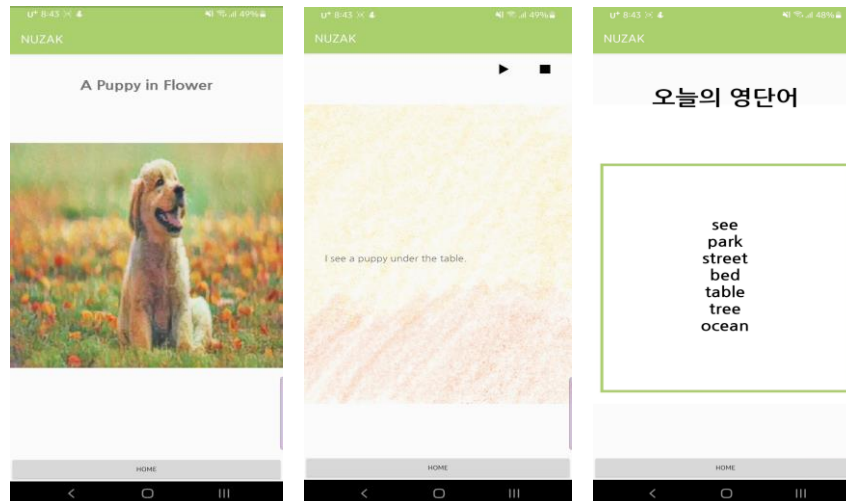 U+ 8:43
49%
NUZAK
A Puppy in Flower
HOME
U+ 8:43
49%
NUZAK
I see a puppy under the table.
HOME
U+ 8:43
48%
NUZAK
오늘의 영단어
see
park
street
bed
table
tree
ocean
HOME